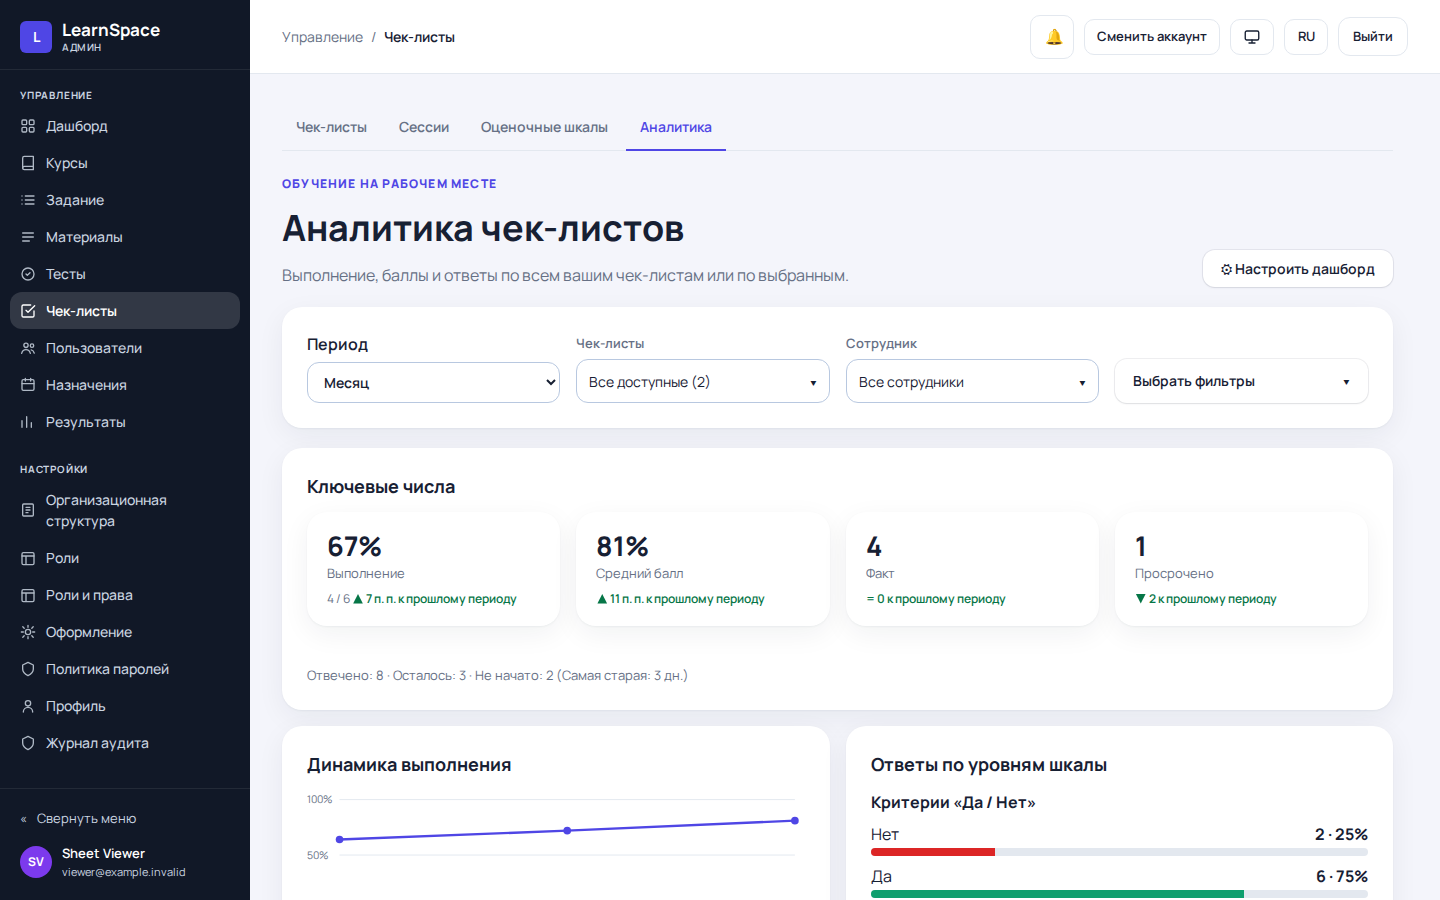 L
LearnSpace
АДМИН
УПРАВЛЕНИЕ
Дашборд
Курсы
Задание
Материалы
Тесты
Чек-листы
Пользователи
Назначения
Результаты
НАСТРОЙКИ
Организационная
структура
Роли
Роли и права
Оформление
Политика паролей
Профиль
Журнал аудита
« Свернуть меню
SV
Sheet Viewer
viewer@example.invalid
Управление / Чек-листы
Сменить аккаунт
RU
Выйти
Чек-листы
Сессии
Оценочные шкалы
Аналитика
ОБУЧЕНИЕ НА РАБОЧЕМ МЕСТЕ
Аналитика чек-листов
Выполнение, баллы и ответы по всем вашим чек-листам или по выбранным.
Настроить дашборд
Период
Месяц
Чек-листы
Все доступные (2)
Сотрудник
Все сотрудники
Выбрать фильтры
Ключевые числа
67%
Выполнение
4 / 6 ▲ 7 п. п. к прошлому периоду
81%
Средний балл
▲ 11 п. п. к прошлому периоду
4
Факт
= 0 к прошлому периоду
1
Просрочено
▼ 2 к прошлому периоду
Отвечено: 8 · Осталось: 3 · Не начато: 2 (Самая старая: 3 дн.)
Динамика выполнения
100%
50%
Ответы по уровням шкалы
Критерии «Да / Нет»
Нет 2 · 25%
Да 6 · 75%